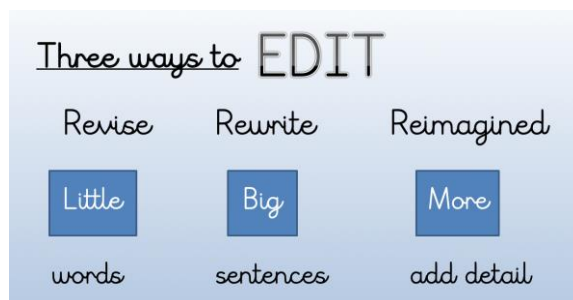 Three ways to EDIT
Revise Rewrite Reimagined
Little Big More
words sentences add detail